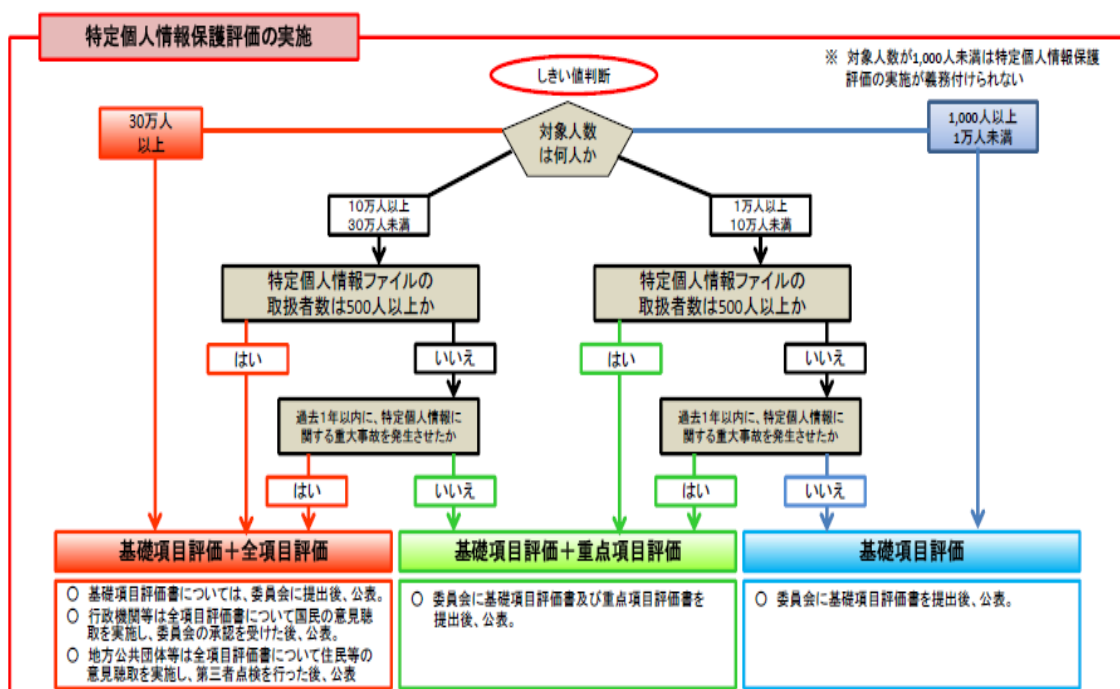 特定個人情報保護評価の実施
しきい値判断
※ 対象人数が1,000人未満は特定個人情報保護
評価の実施が義務付けられない
30万人
以上
対象人数
は何人か
1,000人以上
1万人未満
10万人以上
30万人未満
1万人以上
10万人未満
特定個人情報ファイルの
取扱者数は500人以上か
特定個人情報ファイルの
取扱者数は500人以上か
はい
いいえ
はい
いいえ
過去1年以内に、特定個人情報に
関する重大事故を発生させたか
過去1年以内に、特定個人情報に
関する重大事故を発生させたか
はい
いいえ
はい
いいえ
基礎項目評価＋全項目評価
基礎項目評価＋重点項目評価
基礎項目評価
○ 基礎項目評価書については、委員会に提出後、公表。
○ 行政機関等は全項目評価書について国民の意見聴
取を実施し、委員会の承認を受けた後、公表。
○ 地方公共団体等は全項目評価書について住民等の
意見聴取を実施し、第三者点検を行った後、公表
○ 委員会に基礎項目評価書及び重点項目評価書を
提出後、公表。
○ 委員会に基礎項目評価書を提出後、公表。